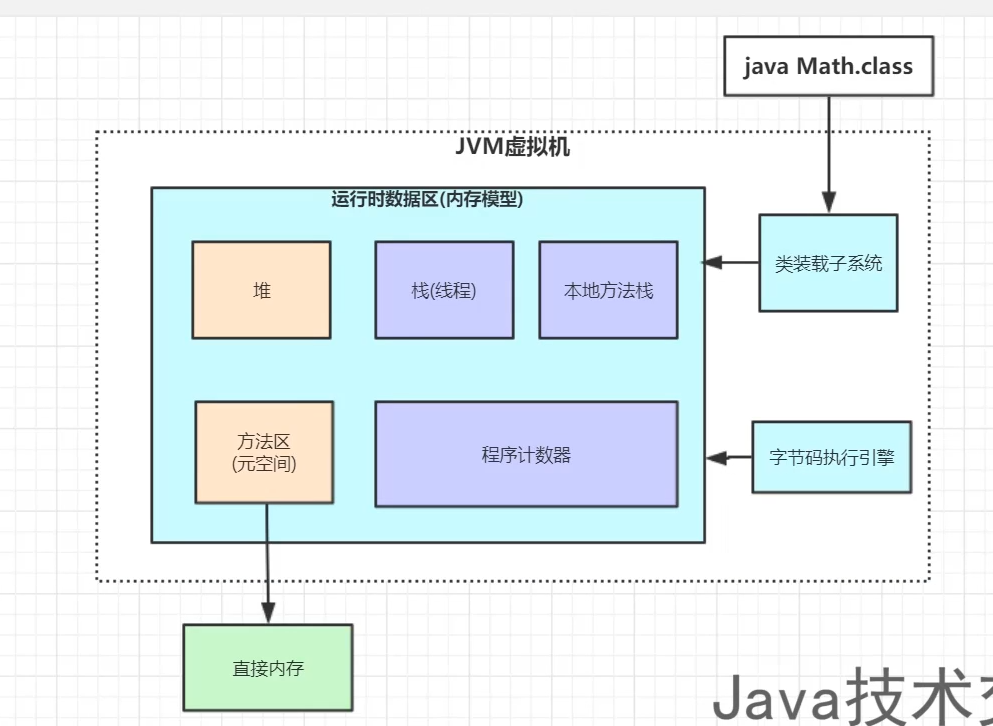 java Math.class
JVM虚拟机
运行时数据区(内存模型)
堆
栈(线程)
本地方法栈
类装载子系统
方法区
(元空间)
程序计数器
字节码执行引擎
直接内存
Java技术